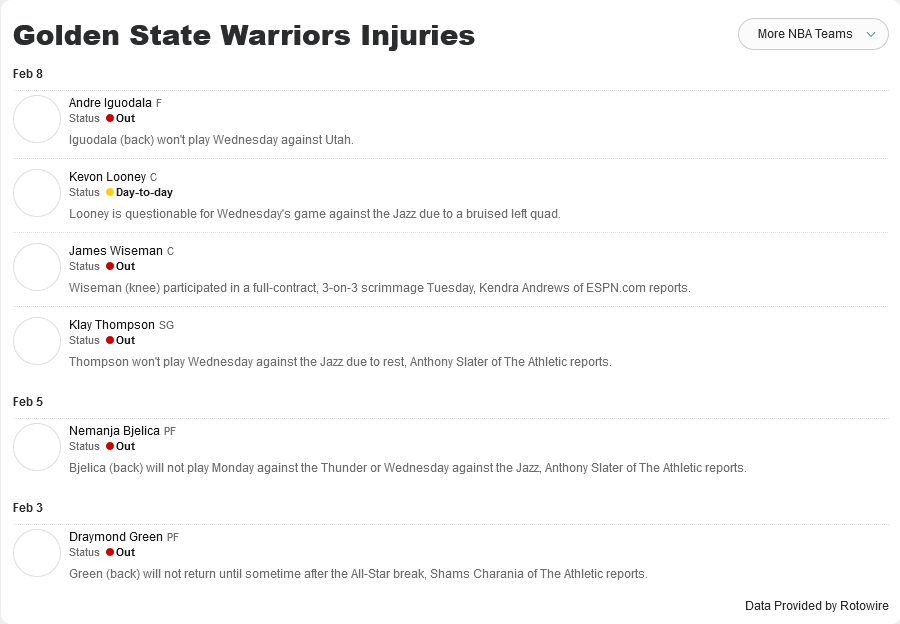 Golden State Warriors Injuries
More NBA Teams
Feb 8
Andre Iguodala F
Status Out
Iguodala (back) won't play Wednesday against Utah.
Kevon Looney C
Status Day-to-day
Looney is questionable for Wednesday's game against the Jazz due to a bruised left quad.
James Wiseman C
Status Out
Wiseman (knee) participated in a full-contract, 3-on-3 scrimmage Tuesday, Kendra Andrews of ESPN.com reports.
Klay Thompson SG
Status Out
Thompson won't play Wednesday against the Jazz due to rest, Anthony Slater of The Athletic reports.
Feb 5
Nemanja Bjelica PF
Status Out
Bjelica (back) will not play Monday against the Thunder or Wednesday against the Jazz, Anthony Slater of The Athletic reports.
Feb 3
Draymond Green PF
Status Out
Green (back) will not return until sometime after the All-Star break, Shams Charania of The Athletic reports.
Data Provided by Rotowire